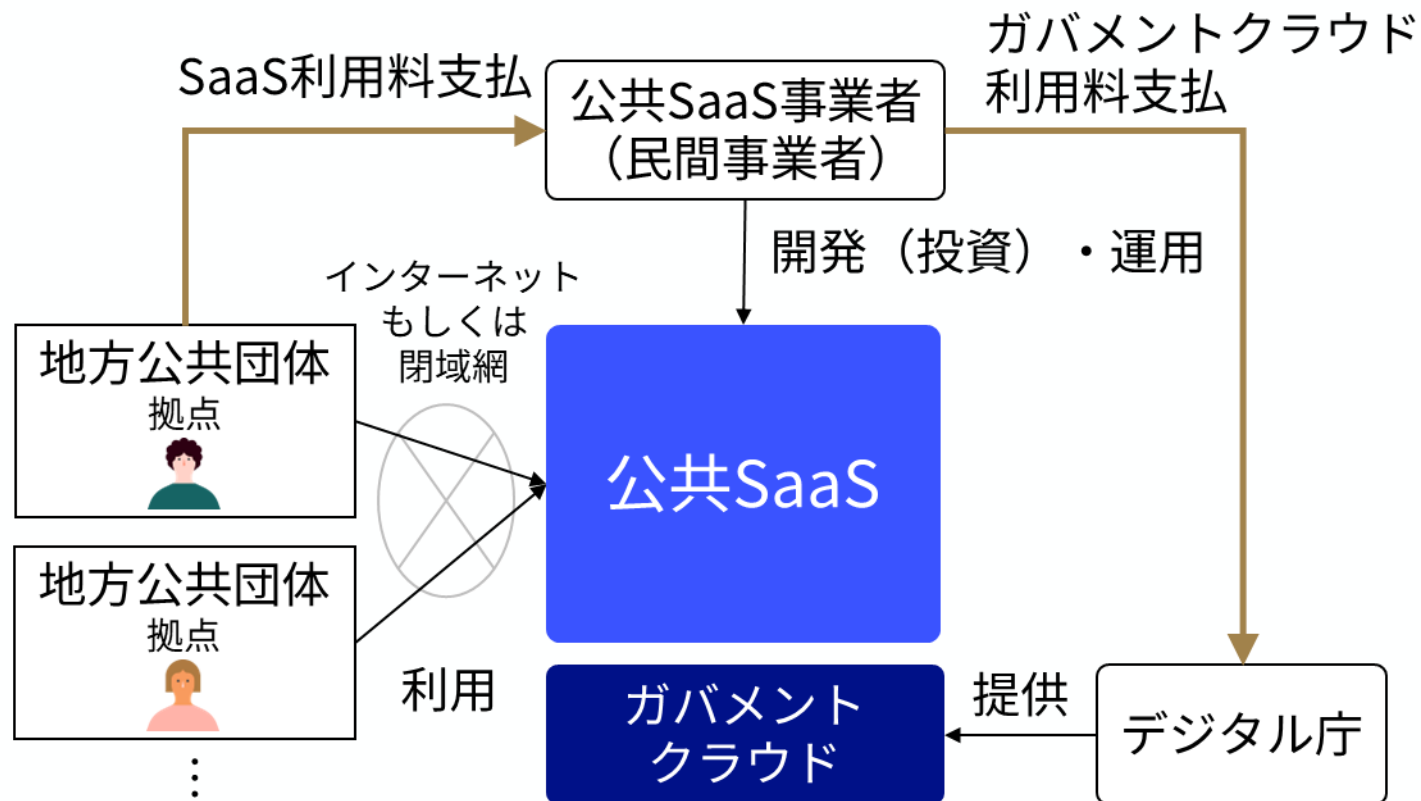 ガバメントクラウド
利用料支払
SaaS利用料支払
公共SaaS事業者
（民間事業者）
開発（投資）・運用
インターネット
もしくは
閉域網
地方公共団体
拠点
公共SaaS
地方公共団体
拠点
利用
ガバメント
クラウド
提供
デジタル庁
⋮